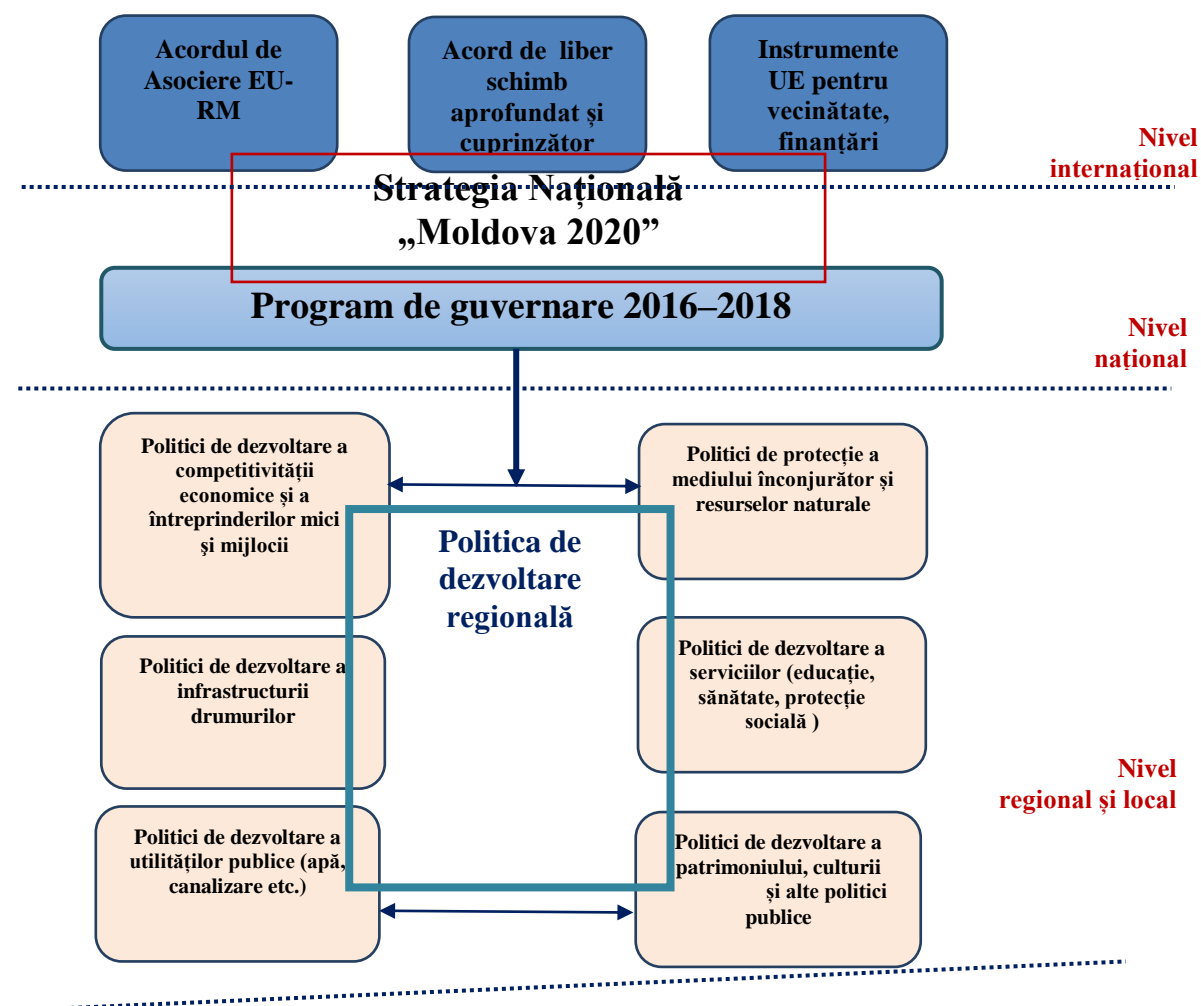 Acordul de
Asociere EU-
RM
Acord de liber
schimb
aprofundat și
cuprinzător
Instrumente
UE pentru
vecinătate,
finanțări
Nivel
internațional
Strategia Națională
„Moldova 2020”
Program de guvernare 2016–2018
Nivel
național
Politici de dezvoltare a
competitivității
economice și a
întreprinderilor mici
şi mijlocii
Politici de protecție a
mediului înconjurător și
resurselor naturale
Politica de
dezvoltare
regională
Politici de dezvoltare a
infrastructurii
drumurilor
Politici de dezvoltare a
serviciilor (educație,
sănătate, protecție
socială )
Nivel
regional și local
Politici de dezvoltare a
utilităților publice (apă,
canalizare etc.)
Politici de dezvoltare a
patrimoniului, culturii
și alte politici
publice